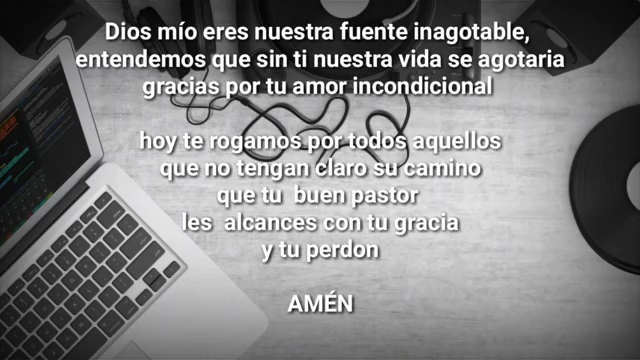 Dios mío eres nuestra fuente inagotable,
entendemos que sin ti nuestra vida se agotaria
gracias por tu amor incondicional
hoy te rogamos por todos aquellos
que no tengan claro su camino
que tu buen pastor
les alcances con tu gracia
y tu perdon
AMÉN